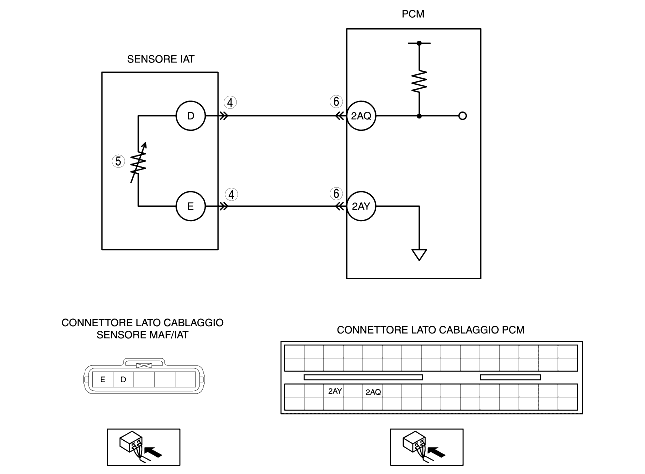 PCM
SENSORE IAT
4
6
D
2AQ
5
4
6
E
2AY
CONNETTORE LATO CABLAGGIO
SENSORE MAF/IAT
CONNETTORE LATO CABLAGGIO PCM
E D
2AY 2AQ